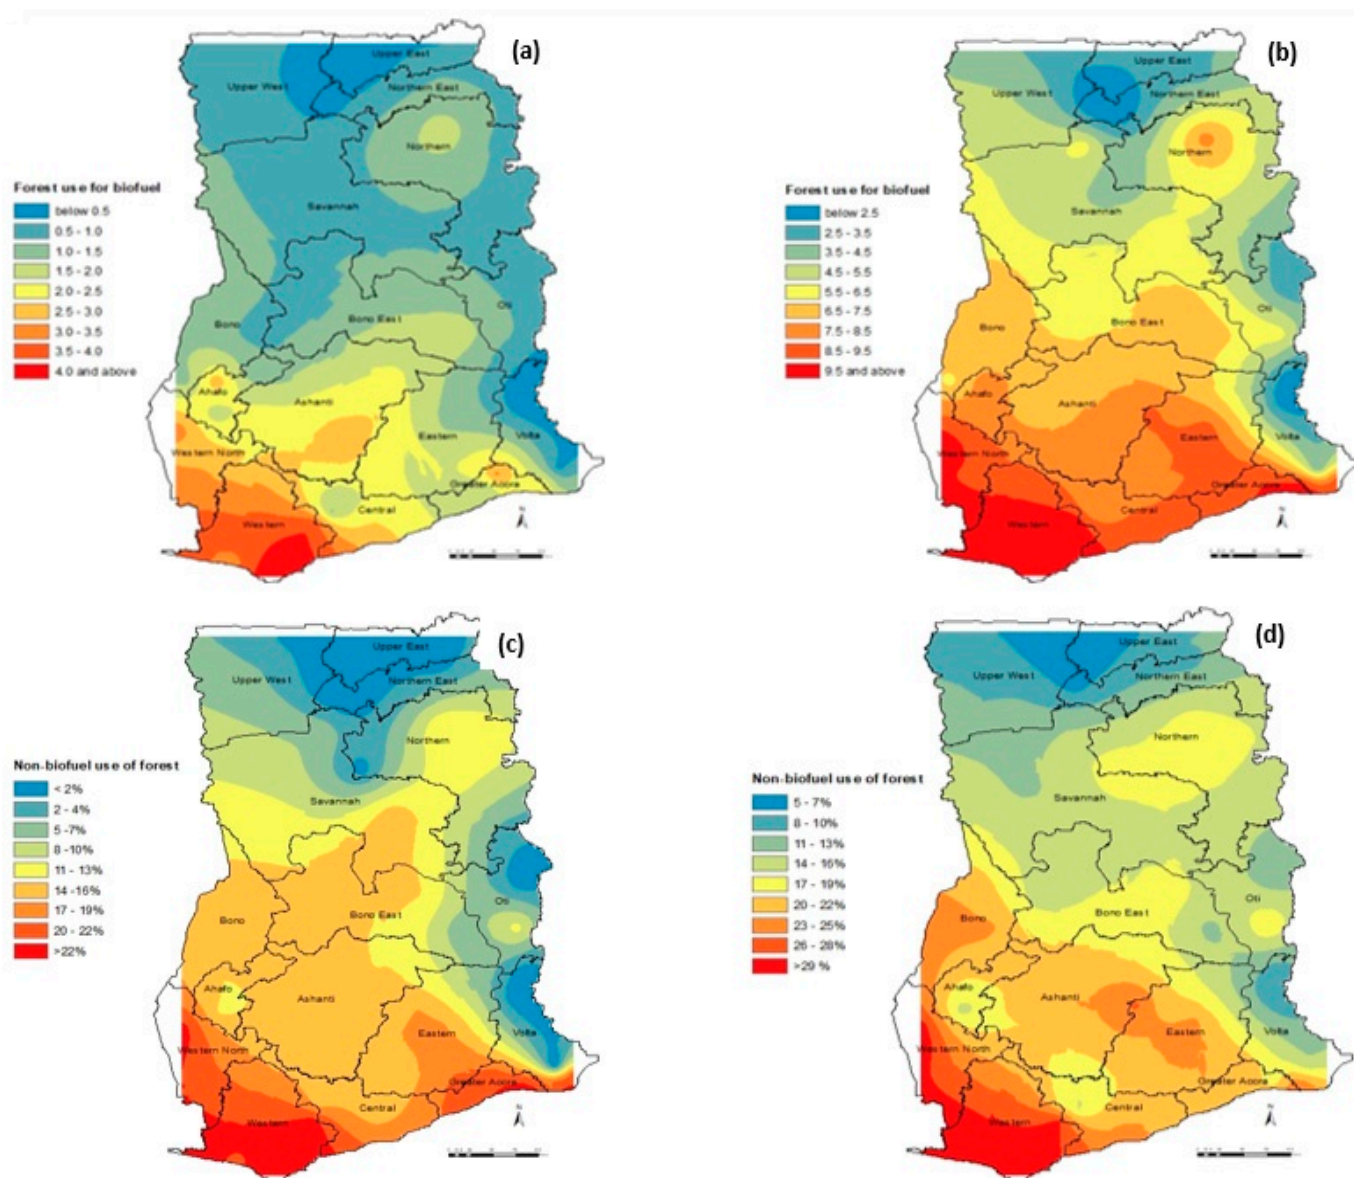 (a)
Upper East
Upper West
Northern East
Northern
Forest use for biofuel
below 0.5
0.5 - 1.0
1.0 - 1.5
1.5 - 2.0
2.0 - 2.5
2.5 - 3.0
3.0 - 3.5
3.5 - 4.0
4.0 and above
Savannah
Oti
Bono
Bono East
Ahafo
Ashanti
Eastern
Volta
Western North
Greater Accra
Central
Western
N
(b)
Upper East
Upper West
Northern East
Northern
Forest use for biofuel
below 2.5
2.5 - 3.5
3.5 - 4.5
4.5 - 5.5
5.5 - 6.5
6.5 - 7.5
7.5 - 8.5
8.5 - 9.5
9.5 and above
Savannah
Oti
Bono
Bono East
Ahafo
Ashanti
Eastern
Volta
Western North
Greater Accra
Central
Western
N
(c)
Upper East
Upper West
Northern East
Northern
Non-biofuel use of forest
< 2%
2 - 4%
5 -7%
8 -10%
11 - 13%
14 -16%
17 - 19%
20 - 22%
>22%
Savannah
Oti
Bono
Bono East
Ahafo
Ashanti
Eastern
Volta
Western North
Greater Accra
Central
Western
N
(d)
Upper East
Upper West
Northern East
Northern
Non-biofuel use of forest
5 - 7%
8 - 10%
11 - 13%
14 - 16%
17 - 19%
20 - 22%
23 - 25%
26 - 28%
>29 %
Savannah
Oti
Bono
Bono East
Ahafo
Ashanti
Eastern
Volta
Western North
Greater Accra
Central
Western
N